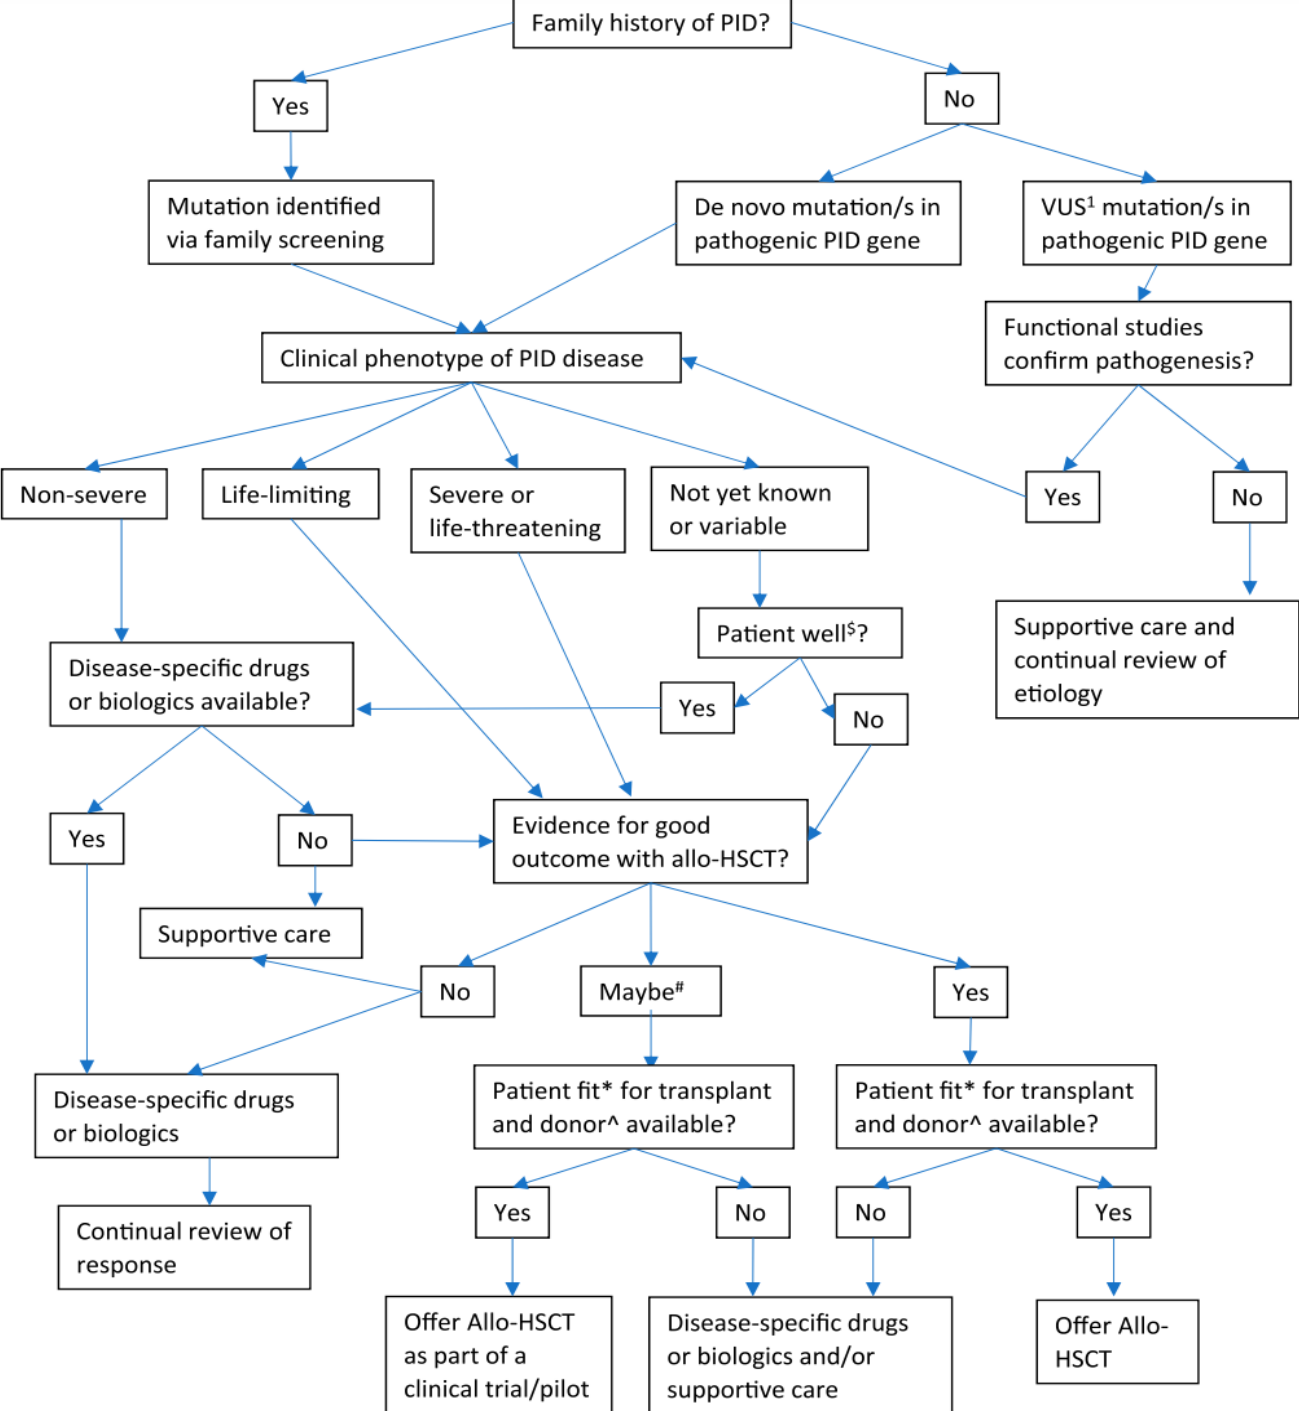 Family history of PID?
Yes
No
Mutation identified
via family screening
De novo mutation/s in
pathogenic PID gene
VUS¹ mutation/s in
pathogenic PID gene
Functional studies
confirm pathogenesis?
Clinical phenotype of PID disease
Non-severe
Life-limiting
Severe or
life-threatening
Not yet known
or variable
Yes
No
Patient well$?
Supportive care and
continual review of
etiology
Disease-specific drugs
or biologics available?
Yes
No
Yes
No
Evidence for good
outcome with allo-HSCT?
Supportive care
No
Maybe#
Yes
Disease-specific drugs
or biologics
Patient fit* for transplant
and donor^ available?
Patient fit* for transplant
and donor^ available?
Yes
No
No
Yes
Continual review of
response
Offer Allo-HSCT
as part of a
clinical trial/pilot
Disease-specific drugs
or biologics and/or
supportive care
Offer Allo-
HSCT